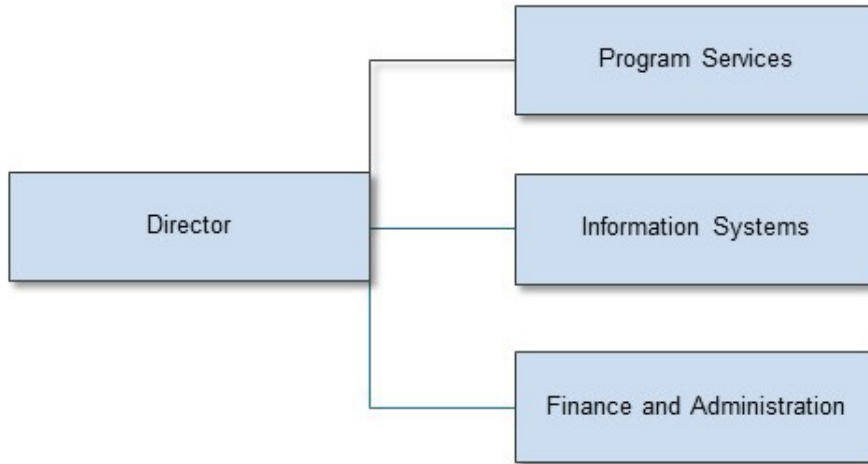 Program Services
Director
Information Systems
Finance and Administration